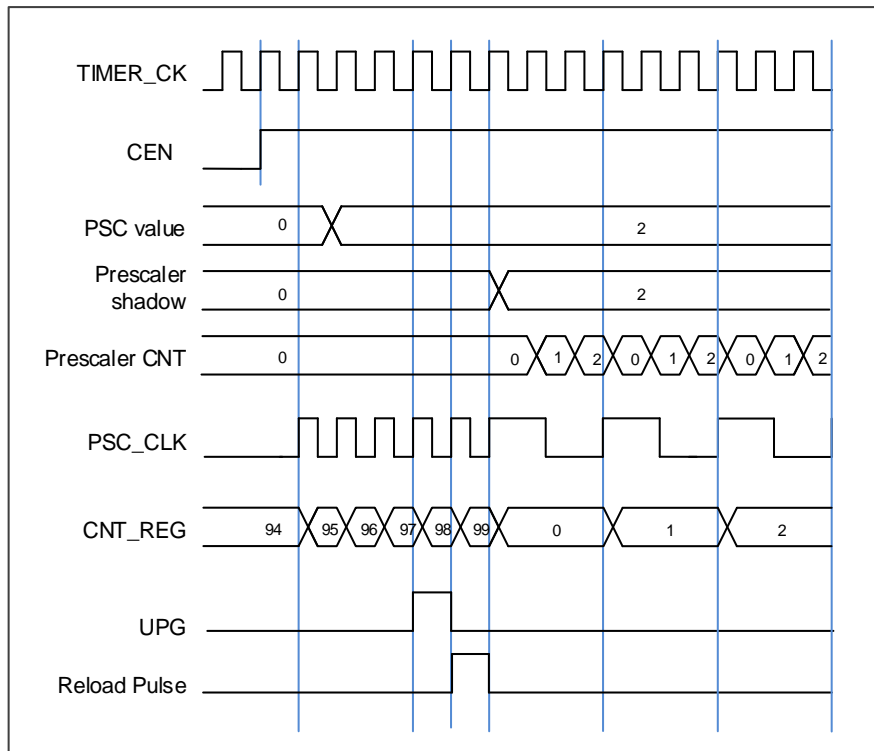 TIMER_CK
CEN
PSC value 0 2
Prescaler
shadow 0 2
Prescaler CNT 0 0 1 2 0 1 2 0 1 2
PSC_CLK
CNT_REG 94 95 96 97 98 99 0 1 2
UPG
Reload Pulse